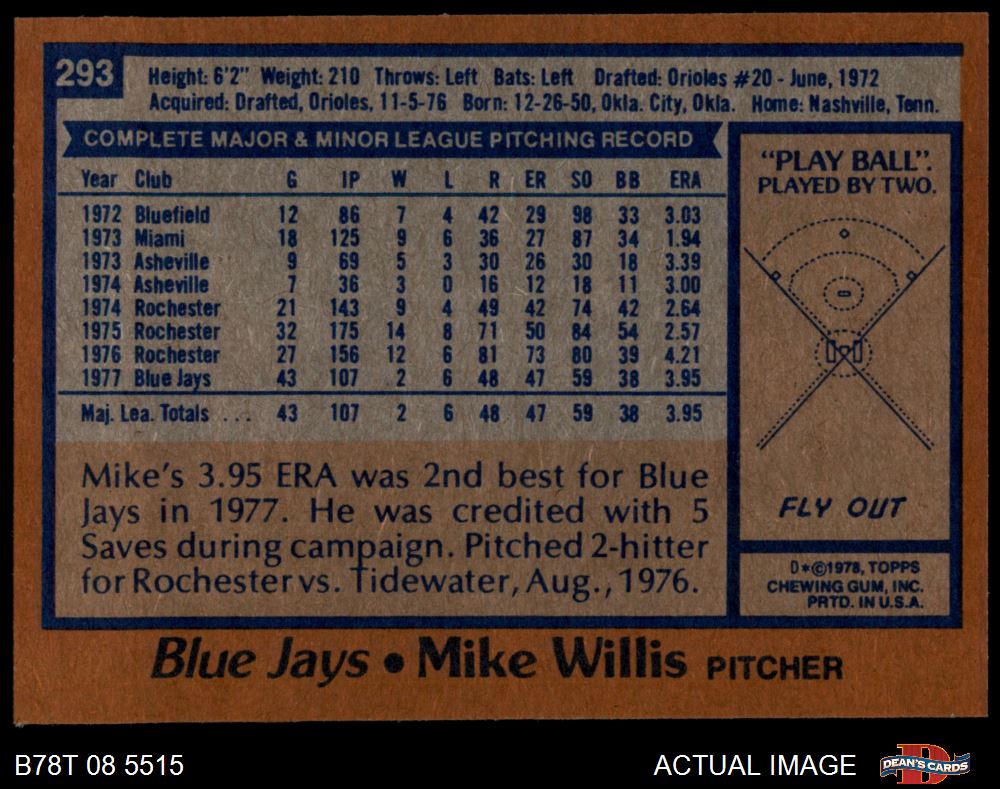 293
Height: 6'2" Weight: 210 Throws: Left Bats: Left Drafted: Orioles #20 - June, 1972
Acquired: Drafted, Orioles, 11-5-76 Born: 12-26-50, Okla. City, Okla. Home: Nashville, Tenn.
COMPLETE MAJOR & MINOR LEAGUE PITCHING RECORD
Year Club G IP W L R ER SO BB ERA
1972 Bluefield 12 86 7 4 42 29 98 33 3.03
1973 Miami 18 125 9 6 36 27 87 34 1.94
1973 Asheville 9 69 5 3 30 26 30 18 3.39
1974 Asheville 7 36 3 0 16 12 18 11 3.00
1974 Rochester 21 143 9 4 49 42 74 42 2.64
1975 Rochester 32 175 14 8 71 50 84 54 2.57
1976 Rochester 27 156 12 6 81 73 80 39 4.21
1977 Blue Jays 43 107 2 6 48 47 59 38 3.95
Maj. Lea. Totals . . . 43 107 2 6 48 47 59 38 3.95
Mike's 3.95 ERA was 2nd best for Blue
Jays in 1977. He was credited with 5
Saves during campaign. Pitched 2-hitter
for Rochester vs. Tidewater, Aug., 1976.
"PLAY BALL".
PLAYED BY TWO.
FLY OUT
D*©1978, TOPPS
CHEWING GUM, INC.
PRTD. IN U.S.A.
Blue Jays • Mike Willis PITCHER
B78T 08 5515
ACTUAL IMAGE
DEAN'S CARDS